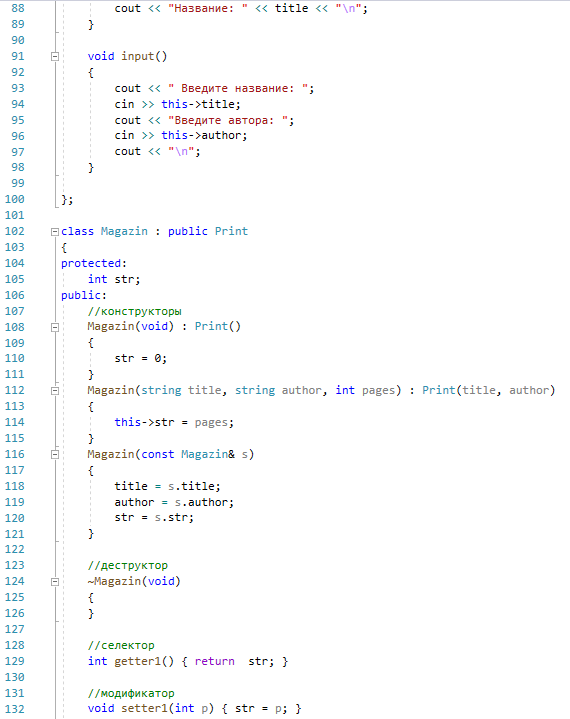 88 cout << "Название: " << title << "\n";
89 }
90
91 void input()
92 {
93 cout << " Введите название: ";
94 cin >> this->title;
95 cout << "Введите автора: ";
96 cin >> this->author;
97 cout << "\n";
98 }
99
100 };
101
102 class Magazin : public Print
103 {
104 protected:
105 int str;
106 public:
107 //конструкторы
108 Magazin(void) : Print()
109 {
110 str = 0;
111 }
112 Magazin(string title, string author, int pages) : Print(title, author)
113 {
114 this->str = pages;
115 }
116 Magazin(const Magazin& s)
117 {
118 title = s.title;
119 author = s.author;
120 str = s.str;
121 }
122
123 //деструктор
124 ~Magazin(void)
125 {
126 }
127
128 //селектор
129 int getter1() { return  str; }
130
131 //модификатор
132 void setter1(int p) { str = p; }